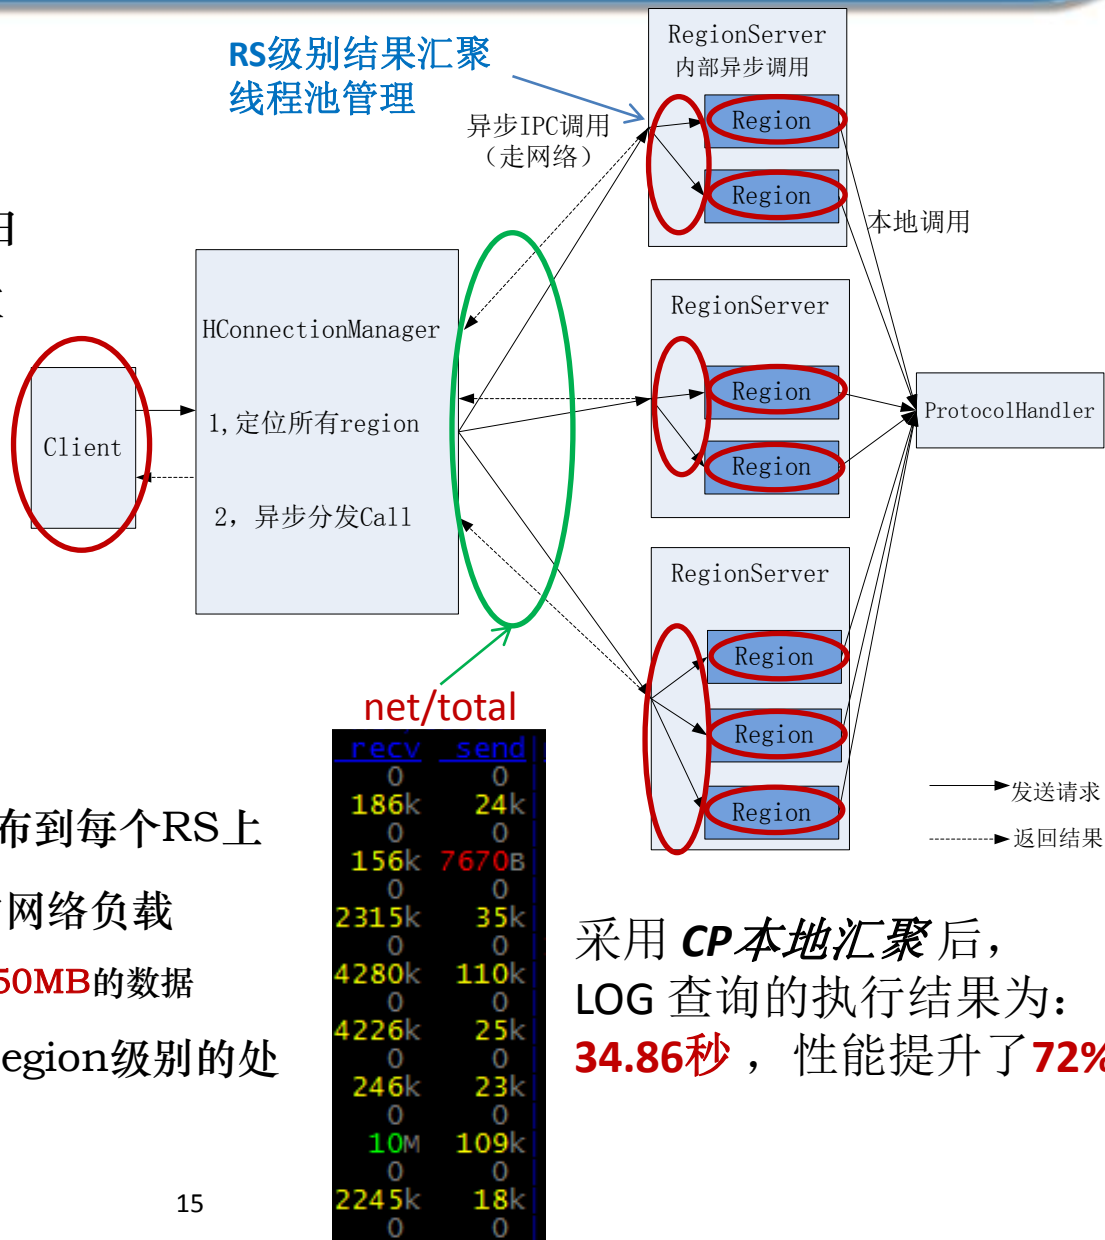 RS级别结果汇聚
线程池管理
异步IPC调用
（走网络）
RegionServer
内部异步调用
Region
Region
本地调用
HConnectionManager
1,定位所有region
2，异步分发Call
Client
RegionServer
Region
Region
ProtocolHandler
RegionServer
Region
Region
Region
发送请求
返回结果
net/total
recv send
0 0
186k 24k
0 0
156k 7670B
0 0
2315k 35k
0 0
4280k 110k
0 0
4226k 25k
0 0
246k 23k
0 0
10M 109k
0 0
2245k 18k
0 0
布到每个RS上
网络负载
50MB的数据
egion级别的处
采用 CP本地汇聚 后，
LOG 查询的执行结果为：
34.86秒 ，性能提升了72%
15